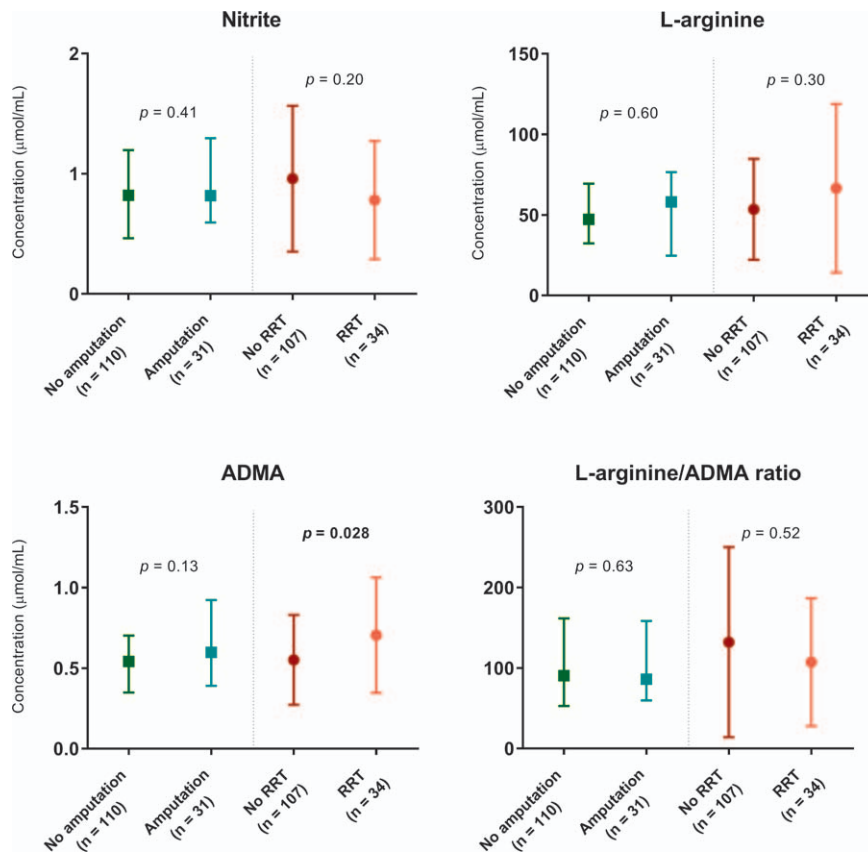 Nitrite
Concentration (μmol/mL)
2
1
0
p = 0.41
p = 0.20
No amputation
(n = 110)
Amputation
(n = 31)
No RRT
(n = 107)
RRT
(n = 34)
L-arginine
Concentration (μmol/mL)
150
100
50
0
p = 0.60
p = 0.30
No amputation
(n = 110)
Amputation
(n = 31)
No RRT
(n = 107)
RRT
(n = 34)
ADMA
Concentration (μmol/mL)
1.5
1.0
0.5
0.0
p = 0.13
p = 0.028
No amputation
(n = 110)
Amputation
(n = 31)
No RRT
(n = 107)
RRT
(n = 34)
L-arginine/ADMA ratio
300
200
100
0
p = 0.63
p = 0.52
No amputation
(n = 110)
Amputation
(n = 31)
No RRT
(n = 107)
RRT
(n = 34)